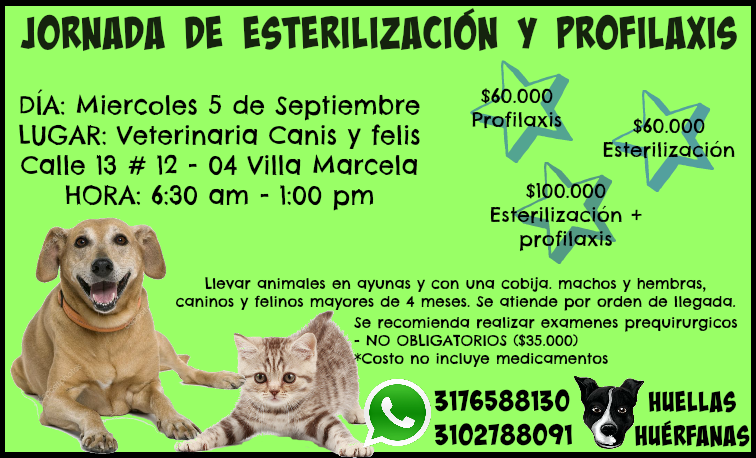 JORNADA DE ESTERILIZACIÓN Y PROFILAXIS
DÍA: Miercoles 5 de Septiembre
LUGAR: Veterinaria Canis y felis
Calle 13 # 12 - 04 Villa Marcela
HORA: 6:30 am - 1:00 pm
$60.000
Profilaxis
$60.000
Esterilización
$100.000
Esterilización +
profilaxis
Llevar animales en ayunas y con una cobija. machos y hembras,
caninos y felinos mayores de 4 meses. Se atiende por orden de llegada.
Se recomienda realizar examenes prequirurgicos
- NO OBLIGATORIOS ($35.000)
*Costo no incluye medicamentos
3176588130
3102788091
HUELLAS
HUÉRFANAS